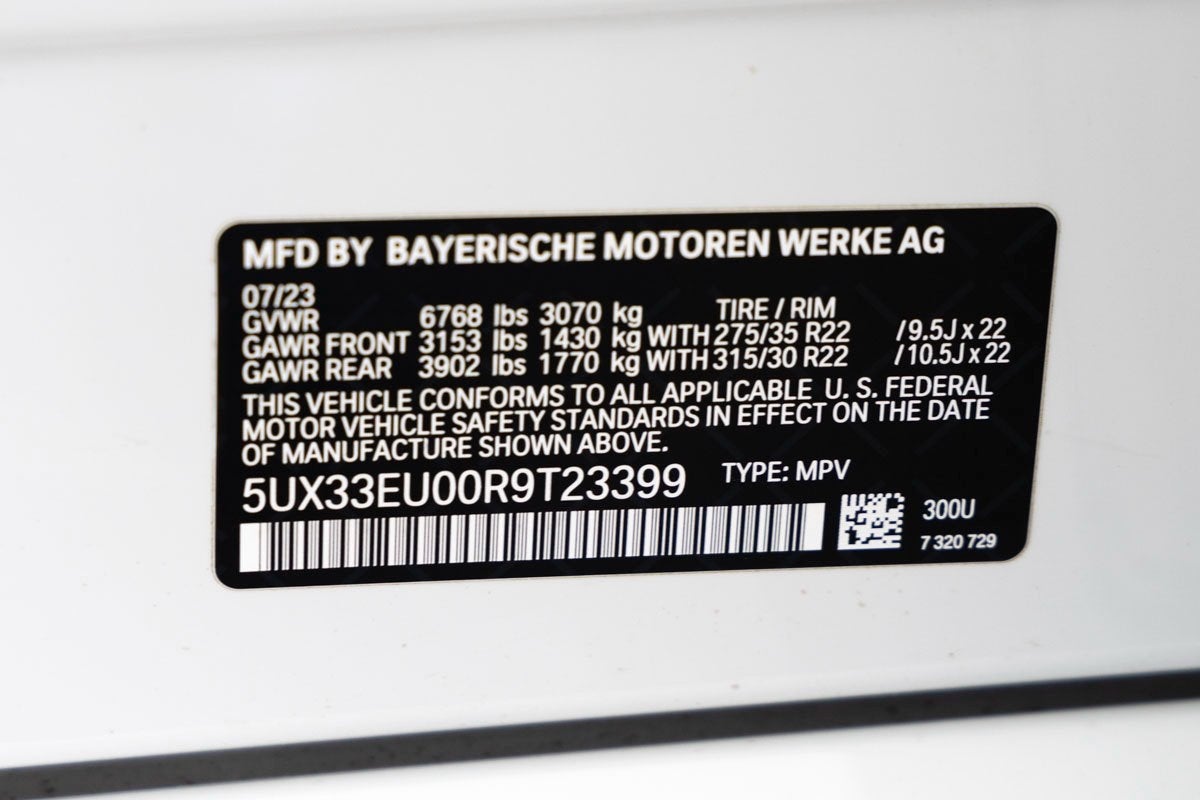 MFD BY BAYERISCHE MOTOREN WERKE AG
07/23
TIRE / RIM
GVWR 6768 lbs 3070 kg
GAWR FRONT 3153 lbs 1430 kg WITH 275/35 R22 /9.5J x 22
GAWR REAR 3902 lbs 1770 kg WITH 315/30 R22 /10.5J x 22
THIS VEHICLE CONFORMS TO ALL APPLICABLE U. S. FEDERAL
MOTOR VEHICLE SAFETY STANDARDS IN EFFECT ON THE DATE
OF MANUFACTURE SHOWN ABOVE.
5UX33EU00R9T23399 TYPE: MPV
300U
7 320 729